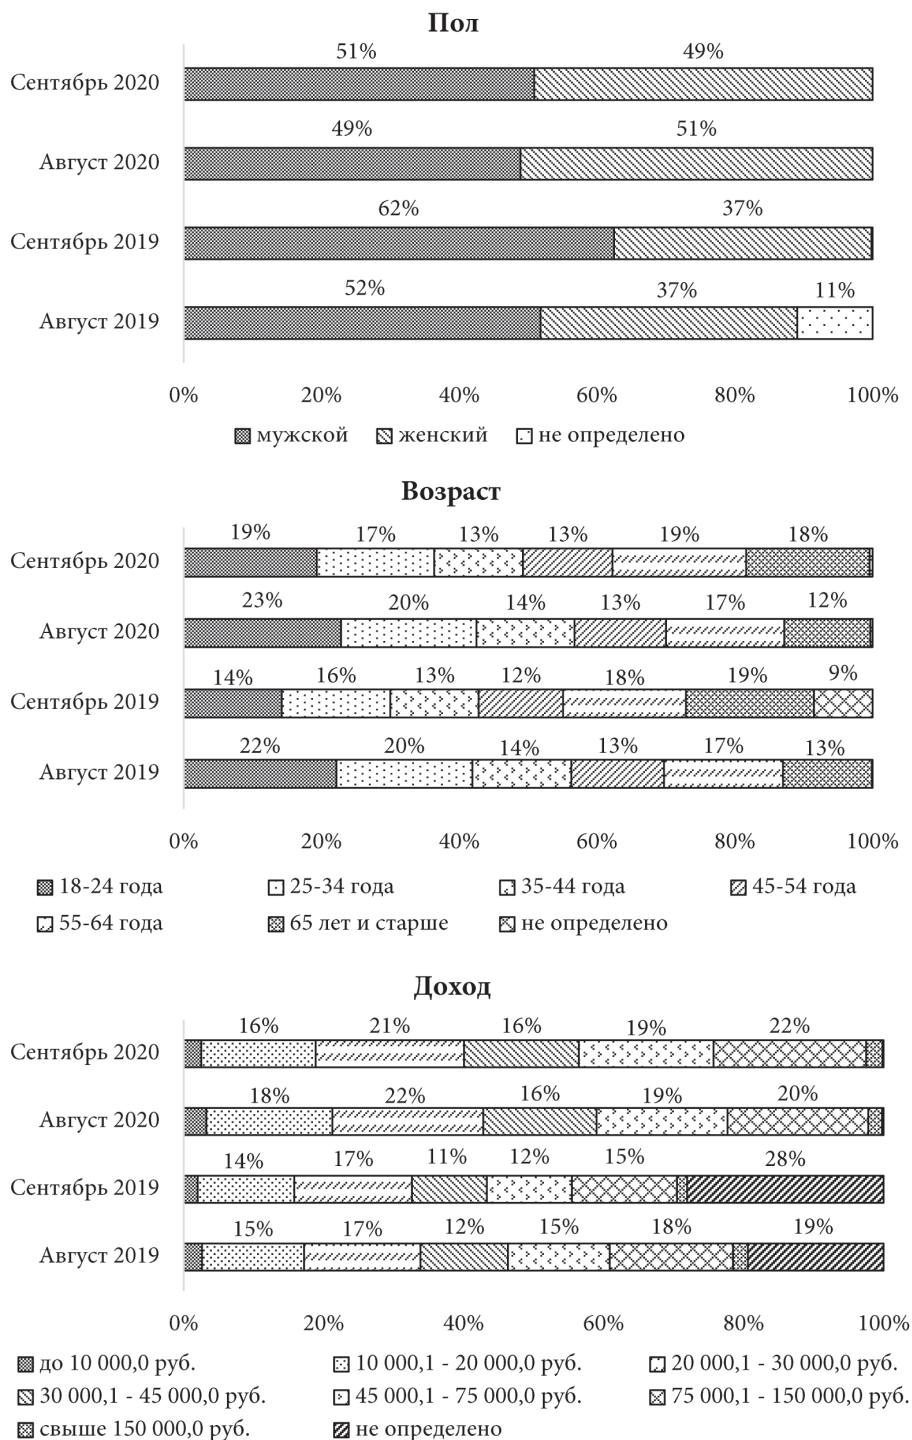 Пол
51% 49%
Сентябрь 2020
49% 51%
Август 2020
62% 37%
Сентябрь 2019
52% 37% 11%
Август 2019
0% 20% 40% 60% 80% 100%
мужской женский не определено
Возраст
19% 17% 13% 13% 19% 18%
Сентябрь 2020
23% 20% 14% 13% 17% 12%
Август 2020
14% 16% 13% 12% 18% 19% 9%
Сентябрь 2019
22% 20% 14% 13% 17% 13%
Август 2019
0% 20% 40% 60% 80% 100%
18-24 года 25-34 года 35-44 года 45-54 года
55-64 года 65 лет и старше не определено
Доход
16% 21% 16% 19% 22%
Сентябрь 2020
18% 22% 16% 19% 20%
Август 2020
14% 17% 11% 12% 15% 28%
Сентябрь 2019
15% 17% 12% 15% 18% 19%
Август 2019
0% 20% 40% 60% 80% 100%
до 10 000,0 руб. 10 000,1 - 20 000,0 руб. 20 000,1 - 30 000,0 руб.
30 000,1 - 45 000,0 руб. 45 000,1 - 75 000,0 руб. 75 000,1 - 150 000,0 руб.
свыше 150 000,0 руб. не определено